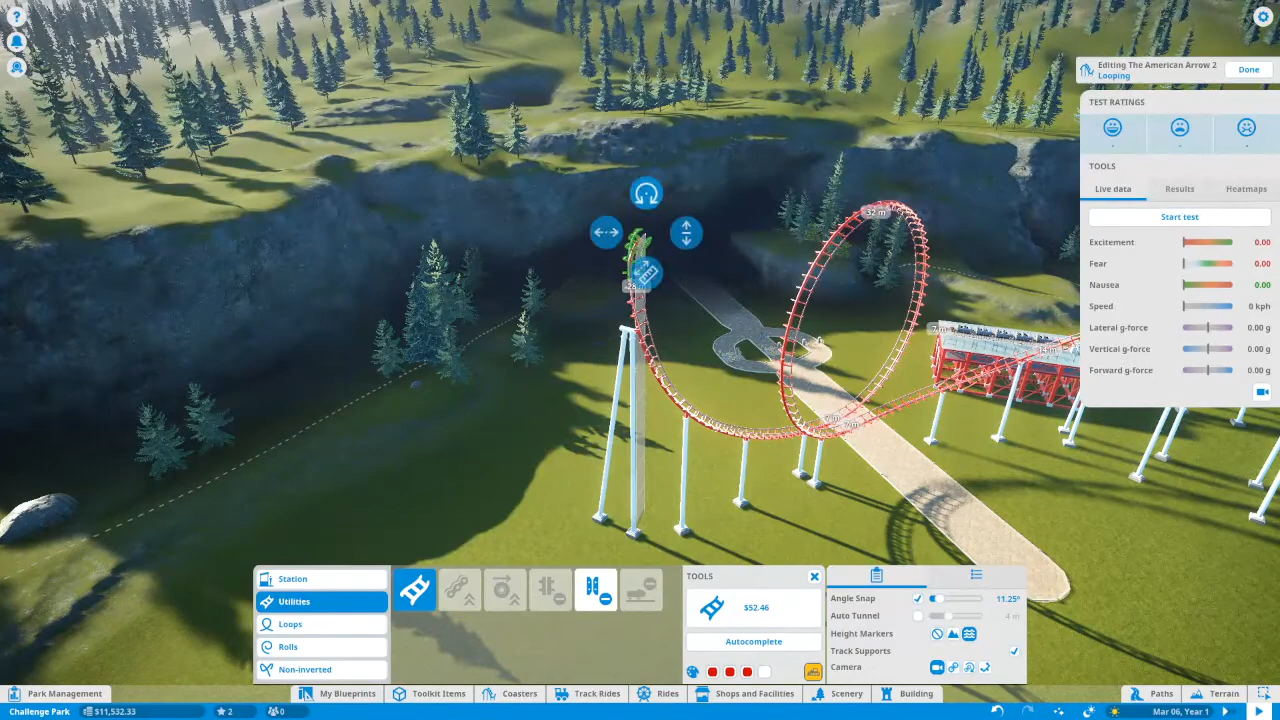 Editing The American Arrow 2
Looping
Done
TEST RATINGS
TOOLS
Live data
Results
Heatmaps
Start test
Excitement 0.00
Fear 0.00
Nausea 0.00
Speed 0 kph
Lateral g-force 0.00 g
Vertical g-force 0.00 g
Forward g-force 0.00 g
32 m
7 m
14 m
7 m
7 m
Station
Utilities
Loops
Rolls
Non-inverted
TOOLS
$52.46
Autocomplete
Angle Snap 11.25°
Auto Tunnel 4 m
Height Markers
Track Supports
Camera
Park Management
My Blueprints
Toolkit Items
Coasters
Track Rides
Rides
Shops and Facilities
Scenery
Building
Paths
Terrain
Challenge Park
$11,532.33
2
0
Mar 06, Year 1